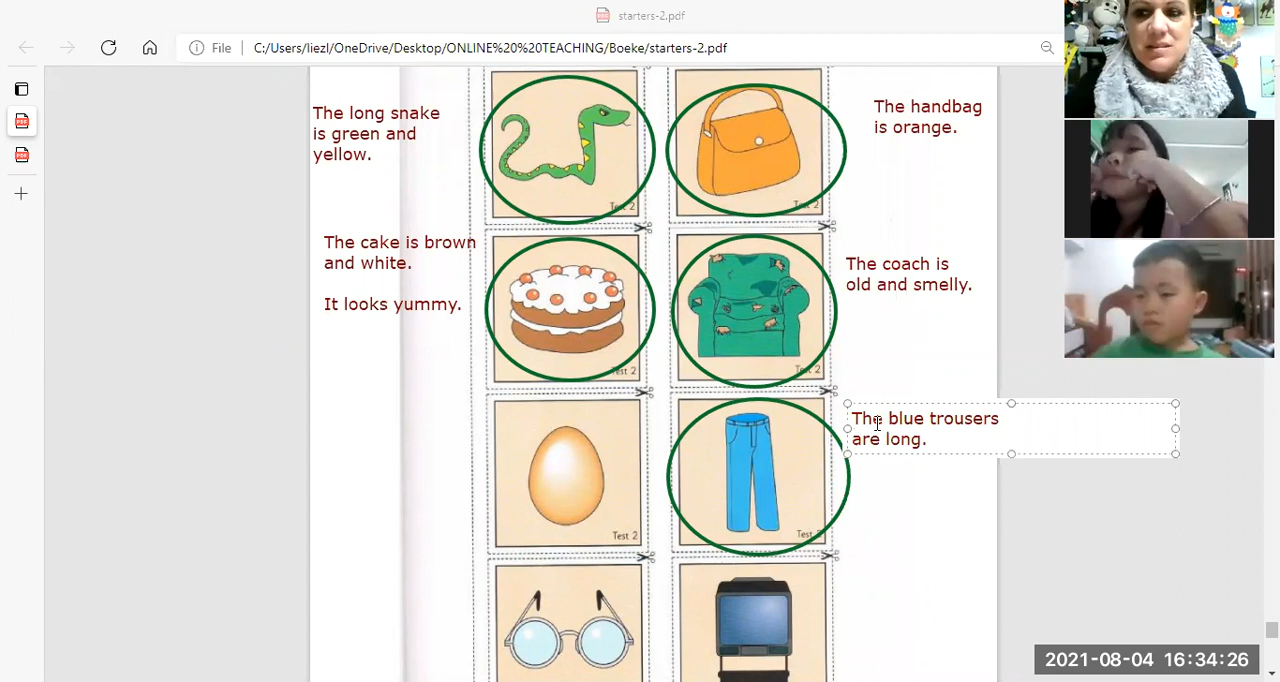 starters-2.pdf
File C:/Users/liezl/OneDrive/Desktop/ONLINE%20%20TEACHING/Boeke/starters-2.pdf
The long snake
is green and
yellow.
Test 2
Test 2
The handbag
is orange.
The cake is brown
and white.
It looks yummy.
Test 2
Test 2
The coach is
old and smelly.
Test 2
Test 2
The blue trousers
are long.
2021-08-04 16:34:26